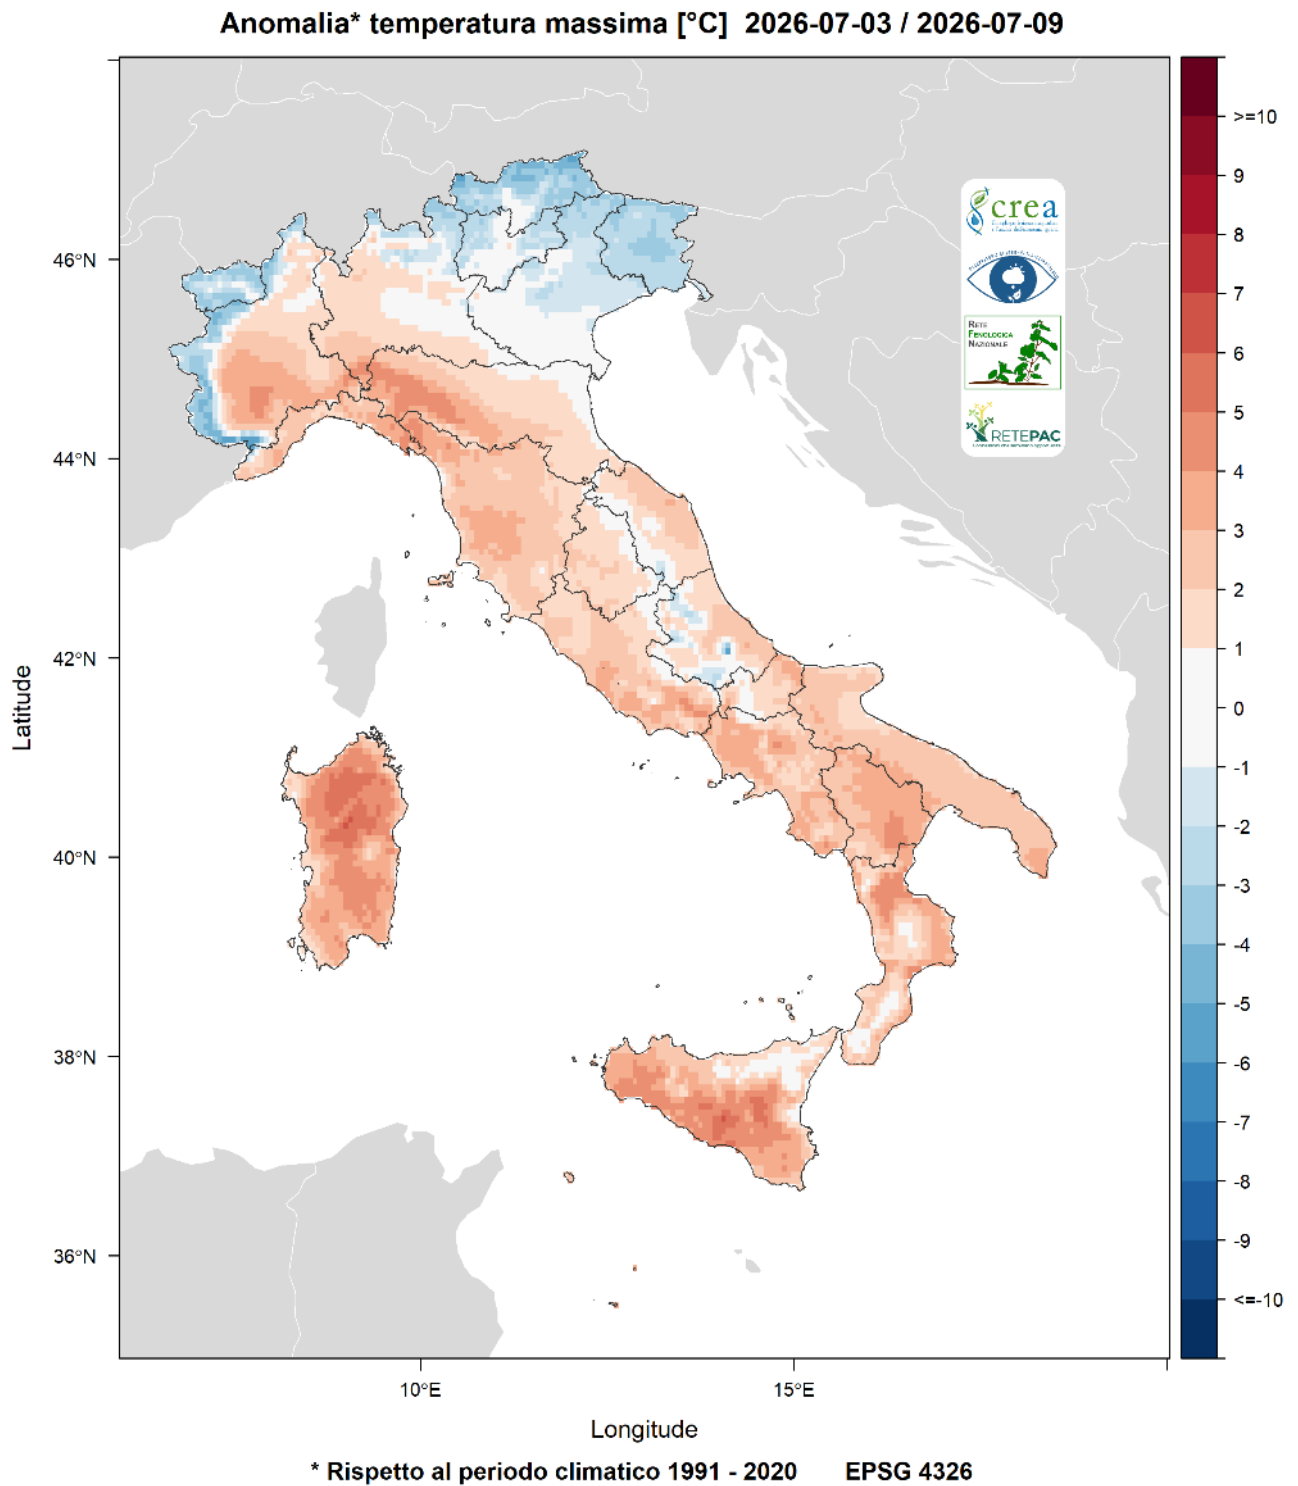 Anomalia* temperatura massima [°C]  2026-07-03 / 2026-07-09
>=10
9
8
7
6
5
4
3
2
1
0
-1
-2
-3
-4
-5
-6
-7
-8
-9
<=-10
crea
RETE
FENOLOGICA
NAZIONALE
RETEPAC
46°N
44°N
42°N
40°N
38°N
36°N
Latitude
10°E
15°E
Longitude
* Rispetto al periodo climatico 1991 - 2020
EPSG 4326